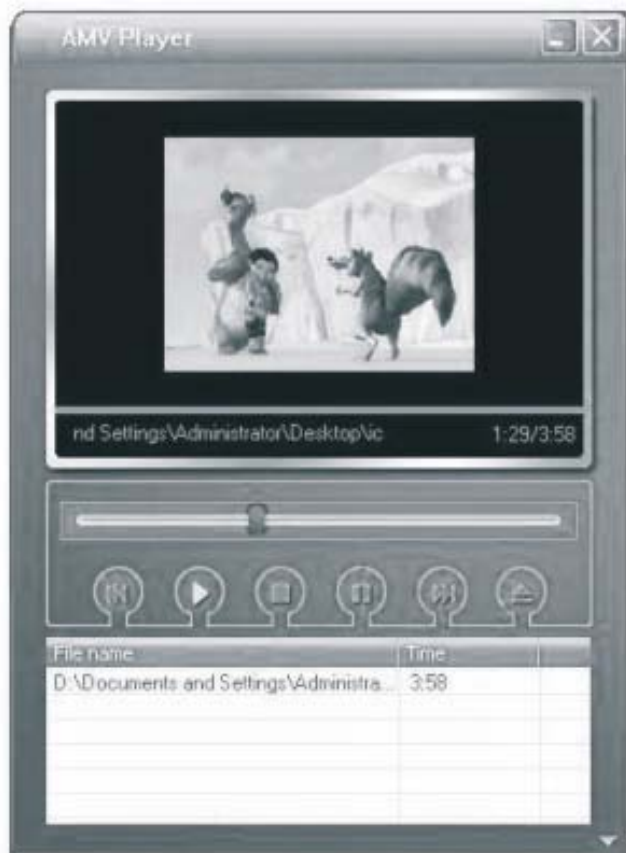 AMV Player
nd Settings\Administrator\Desktop\ic 1:29/3:58
File name Time
D:\Documents and Settings\Administra... 3:58